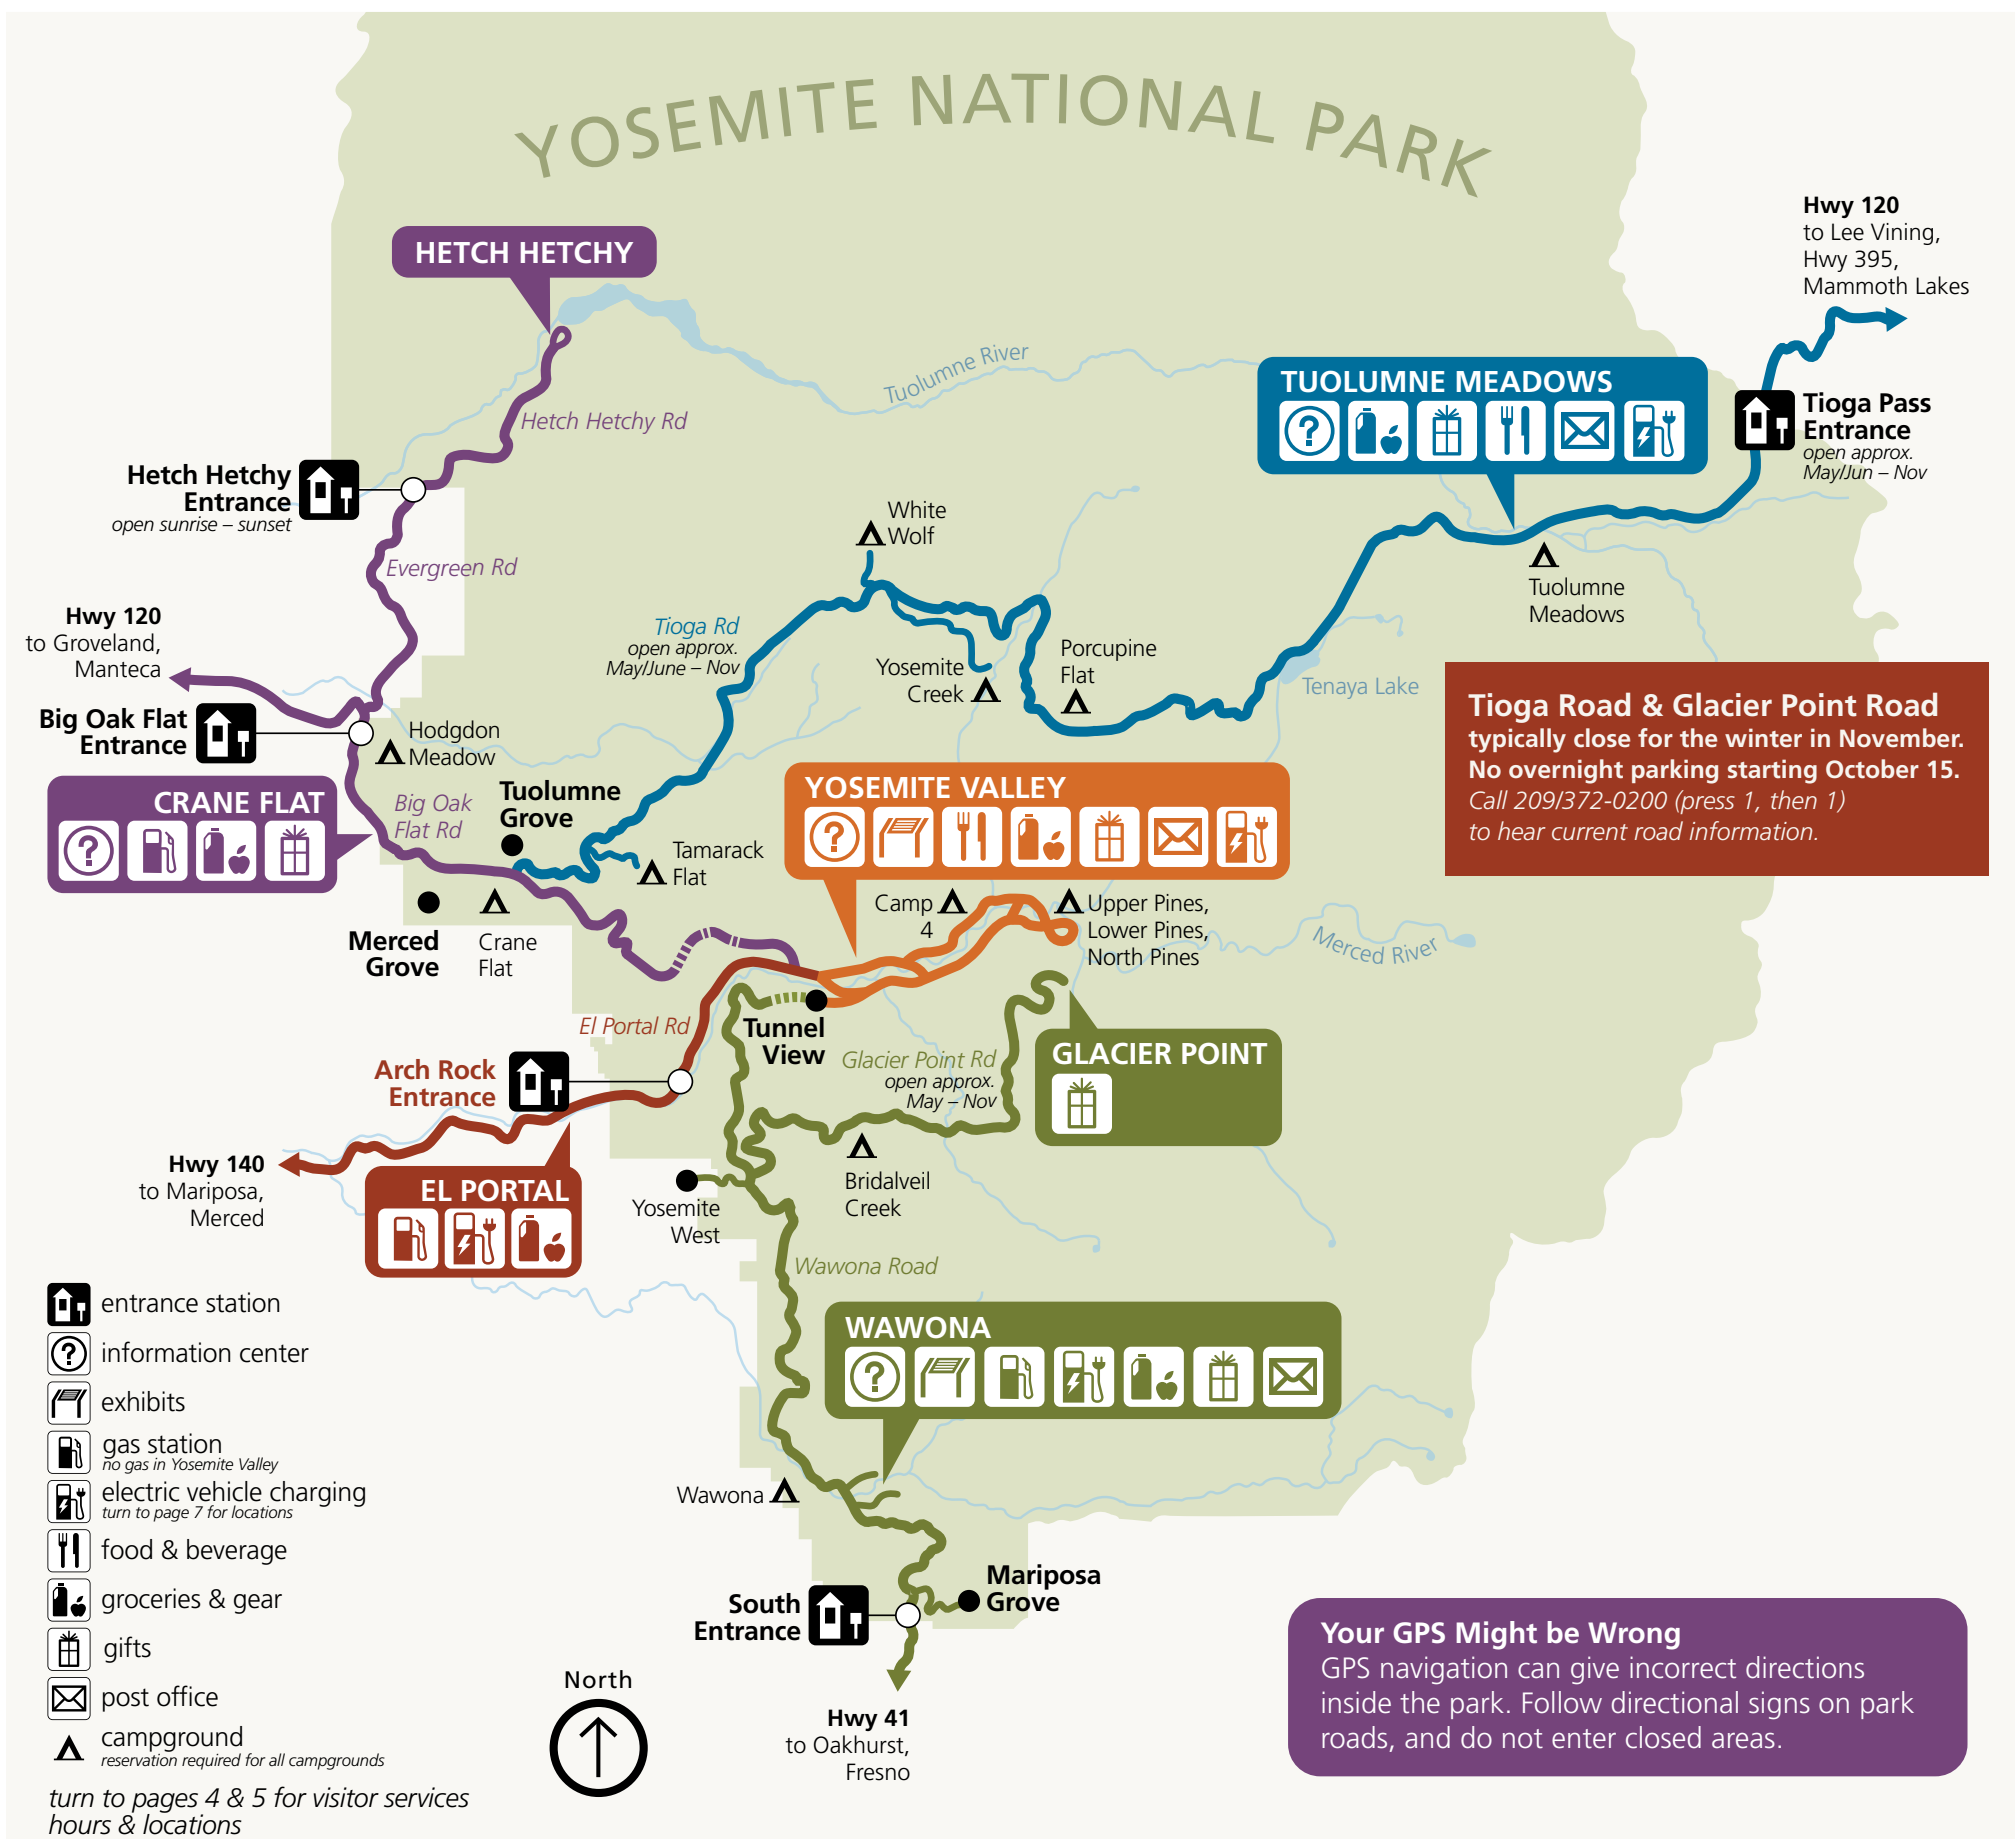 YOSEMITE NATIONAL PARK
Hwy 120
to Lee Vining,
Hwy 395,
Mammoth Lakes
HETCH HETCHY
Tuolumne River
TUOLUMNE MEADOWS
Tioga Pass
Entrance
open approx.
May/Jun – Nov
Hetch Hetchy Rd
Hetch Hetchy
Entrance
open sunrise – sunset
White
Wolf
Evergreen Rd
Tuolumne
Meadows
Hwy 120
to Groveland,
Manteca
Tioga Rd
open approx.
May/June – Nov
Yosemite
Creek
Porcupine
Flat
Tenaya Lake
Big Oak Flat
Entrance
Hodgdon
Meadow
Tioga Road & Glacier Point Road
typically close for the winter in November.
No overnight parking starting October 15.
Call 209/372-0200 (press 1, then 1)
to hear current road information.
CRANE FLAT
Big Oak
Flat Rd
Tuolumne
Grove
YOSEMITE VALLEY
Tamarack
Flat
Camp
4
Upper Pines,
Lower Pines,
North Pines
Merced River
Merced
Grove
Crane
Flat
El Portal Rd
Tunnel
View
Glacier Point Rd
open approx.
May – Nov
GLACIER POINT
Arch Rock
Entrance
Hwy 140
to Mariposa,
Merced
EL PORTAL
Yosemite
West
Bridalveil
Creek
Wawona Road
WAWONA
Wawona
South
Entrance
Mariposa
Grove
Hwy 41
to Oakhurst,
Fresno
entrance station
information center
exhibits
gas station
no gas in Yosemite Valley
electric vehicle charging
turn to page 7 for locations
food & beverage
groceries & gear
gifts
post office
campground
reservation required for all campgrounds
turn to pages 4 & 5 for visitor services
hours & locations
North
Your GPS Might be Wrong
GPS navigation can give incorrect directions
inside the park. Follow directional signs on park
roads, and do not enter closed areas.